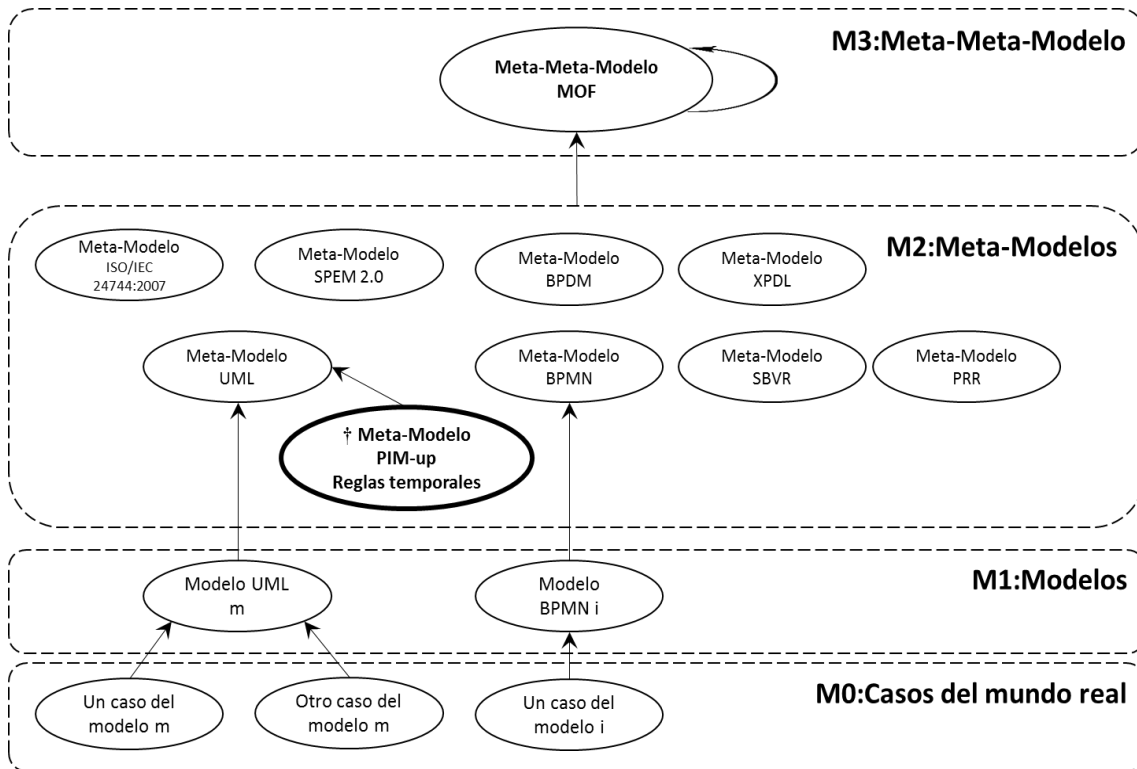 M3:Meta-Meta-Modelo
Meta-Meta-Modelo
MOF
M2:Meta-Modelos
Meta-Modelo
ISO/IEC
24744:2007
Meta-Modelo
SPEM 2.0
Meta-Modelo
BPDM
Meta-Modelo
XPDL
Meta-Modelo
UML
Meta-Modelo
BPMN
Meta-Modelo
SBVR
Meta-Modelo
PRR
† Meta-Modelo
PIM-up
Reglas temporales
M1:Modelos
Modelo UML
m
Modelo
BPMN i
M0:Casos del mundo real
Un caso del
modelo m
Otro caso del
modelo m
Un caso del
modelo i